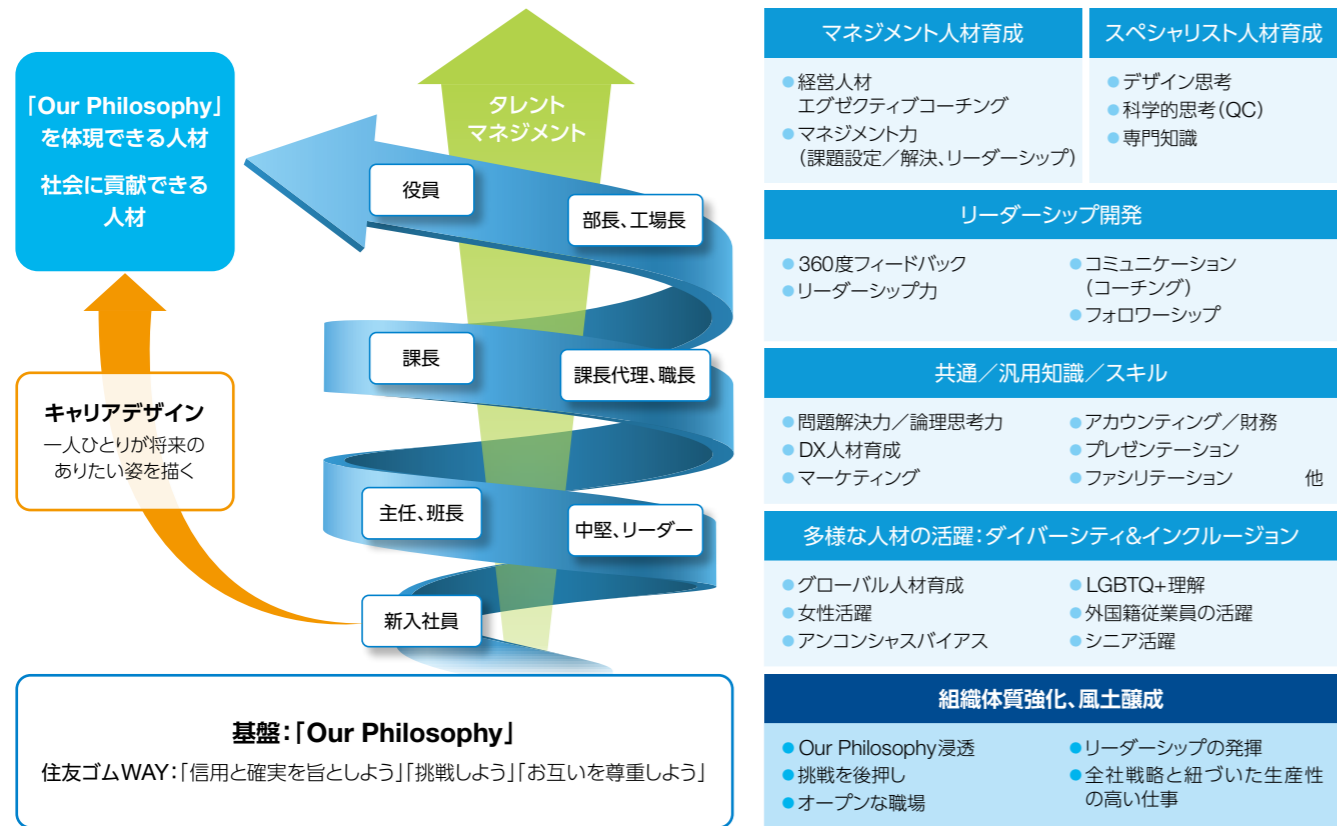 「Our Philosophy」
を体現できる人材
社会に貢献できる
人材
タレント
マネジメント
役員
部長、工場長
課長
課長代理、職長
キャリアデザイン
一人ひとりが将来の
ありたい姿を描く
主任、班長
中堅、リーダー
新入社員
基盤：「Our Philosophy」
住友ゴムWAY：「信用と確実を旨としよう」「挑戦しよう」「お互いを尊重しよう」
マネジメント人材育成
●経営人材
エグゼクティブコーチング
●マネジメント力
（課題設定／解決、リーダーシップ）
スペシャリスト人材育成
●デザイン思考
●科学的思考（QC）
●専門知識
リーダーシップ開発
●360度フィードバック
●リーダーシップ力
●コミュニケーション
（コーチング）
●フォロワーシップ
共通／汎用知識／スキル
●問題解決力／論理思考力
●DX人材育成
●マーケティング
●アカウンティング／財務
●プレゼンテーション
●ファシリテーション 他
多様な人材の活躍：ダイバーシティ&インクルージョン
●グローバル人材育成
●女性活躍
●アンコンシャスバイアス
●LGBTQ+理解
●外国籍従業員の活躍
●シニア活躍
組織体質強化、風土醸成
●Our Philosophy浸透
●挑戦を後押し
●オープンな職場
●リーダーシップの発揮
●全社戦略と紐づいた生産性
の高い仕事